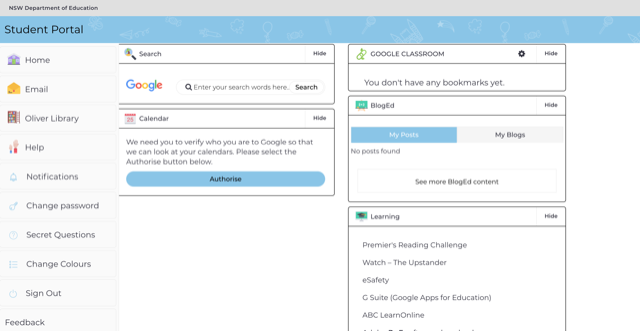 NSW Department of Education
Student Portal
Home
Email
Oliver Library
Help
Notifications
Change password
Secret Questions
Change Colours
Sign Out
Feedback
Search
Hide
Google
Enter your search words here..
Search
Calendar
Hide
We need you to verify who you are to Google so that
we can look at your calendars. Please select the
Authorise button below.
Authorise
GOOGLE CLASSROOM
Hide
You don't have any bookmarks yet.
BlogEd
Hide
My Posts
My Blogs
No posts found
See more BlogEd content
Learning
Hide
Premier's Reading Challenge
Watch – The Upstander
eSafety
G Suite (Google Apps for Education)
ABC LearnOnline